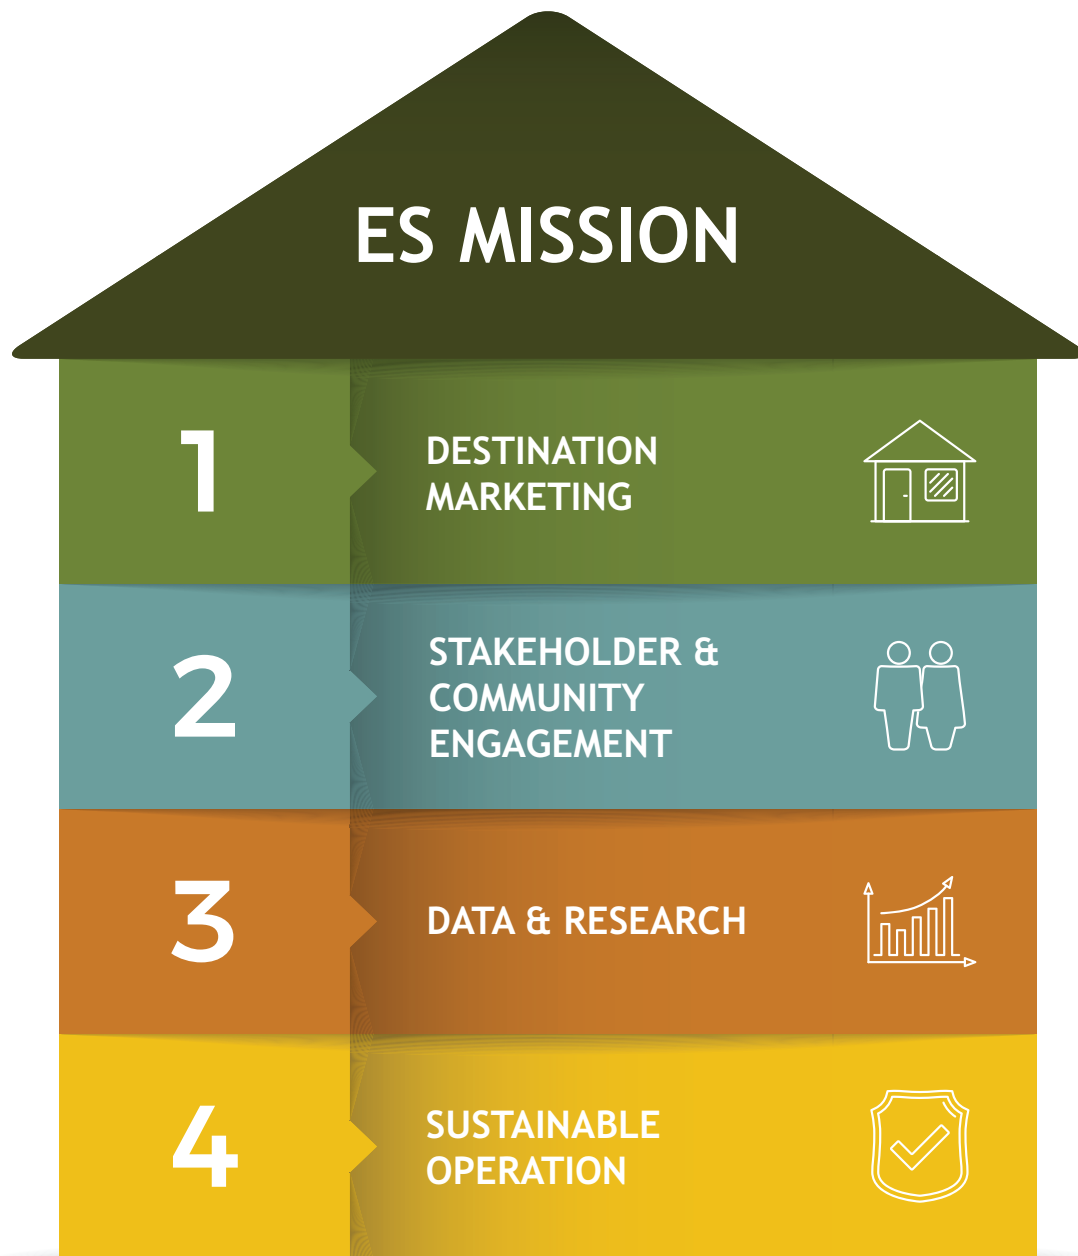 ES MISSION
1
DESTINATION
MARKETING
2
STAKEHOLDER &
COMMUNITY
ENGAGEMENT
3
DATA & RESEARCH
4
SUSTAINABLE
OPERATION